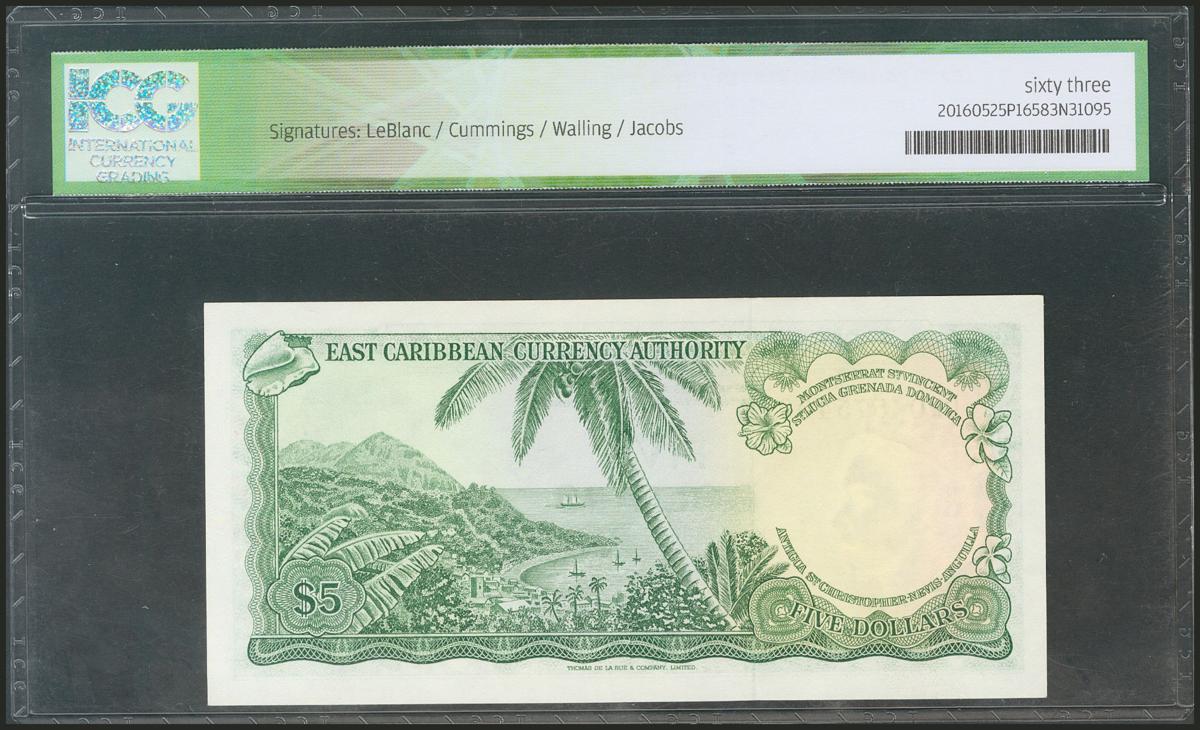 ICG
INTERNATIONAL
CURRENCY
GRADING
Signatures: LeBlanc / Cummings / Walling / Jacobs
sixty three
20160525P16583N31095
EAST CARIBBEAN CURRENCY AUTHORITY
MONTSERRAT ST VINCENT
ST LUCIA GRENADA DOMINICA
ANTIGUA ST CHRISTOPHER-NEVIS-ANGUILLA
$5
FIVE DOLLARS
THOMAS DE LA RUE & COMPANY, LIMITED.